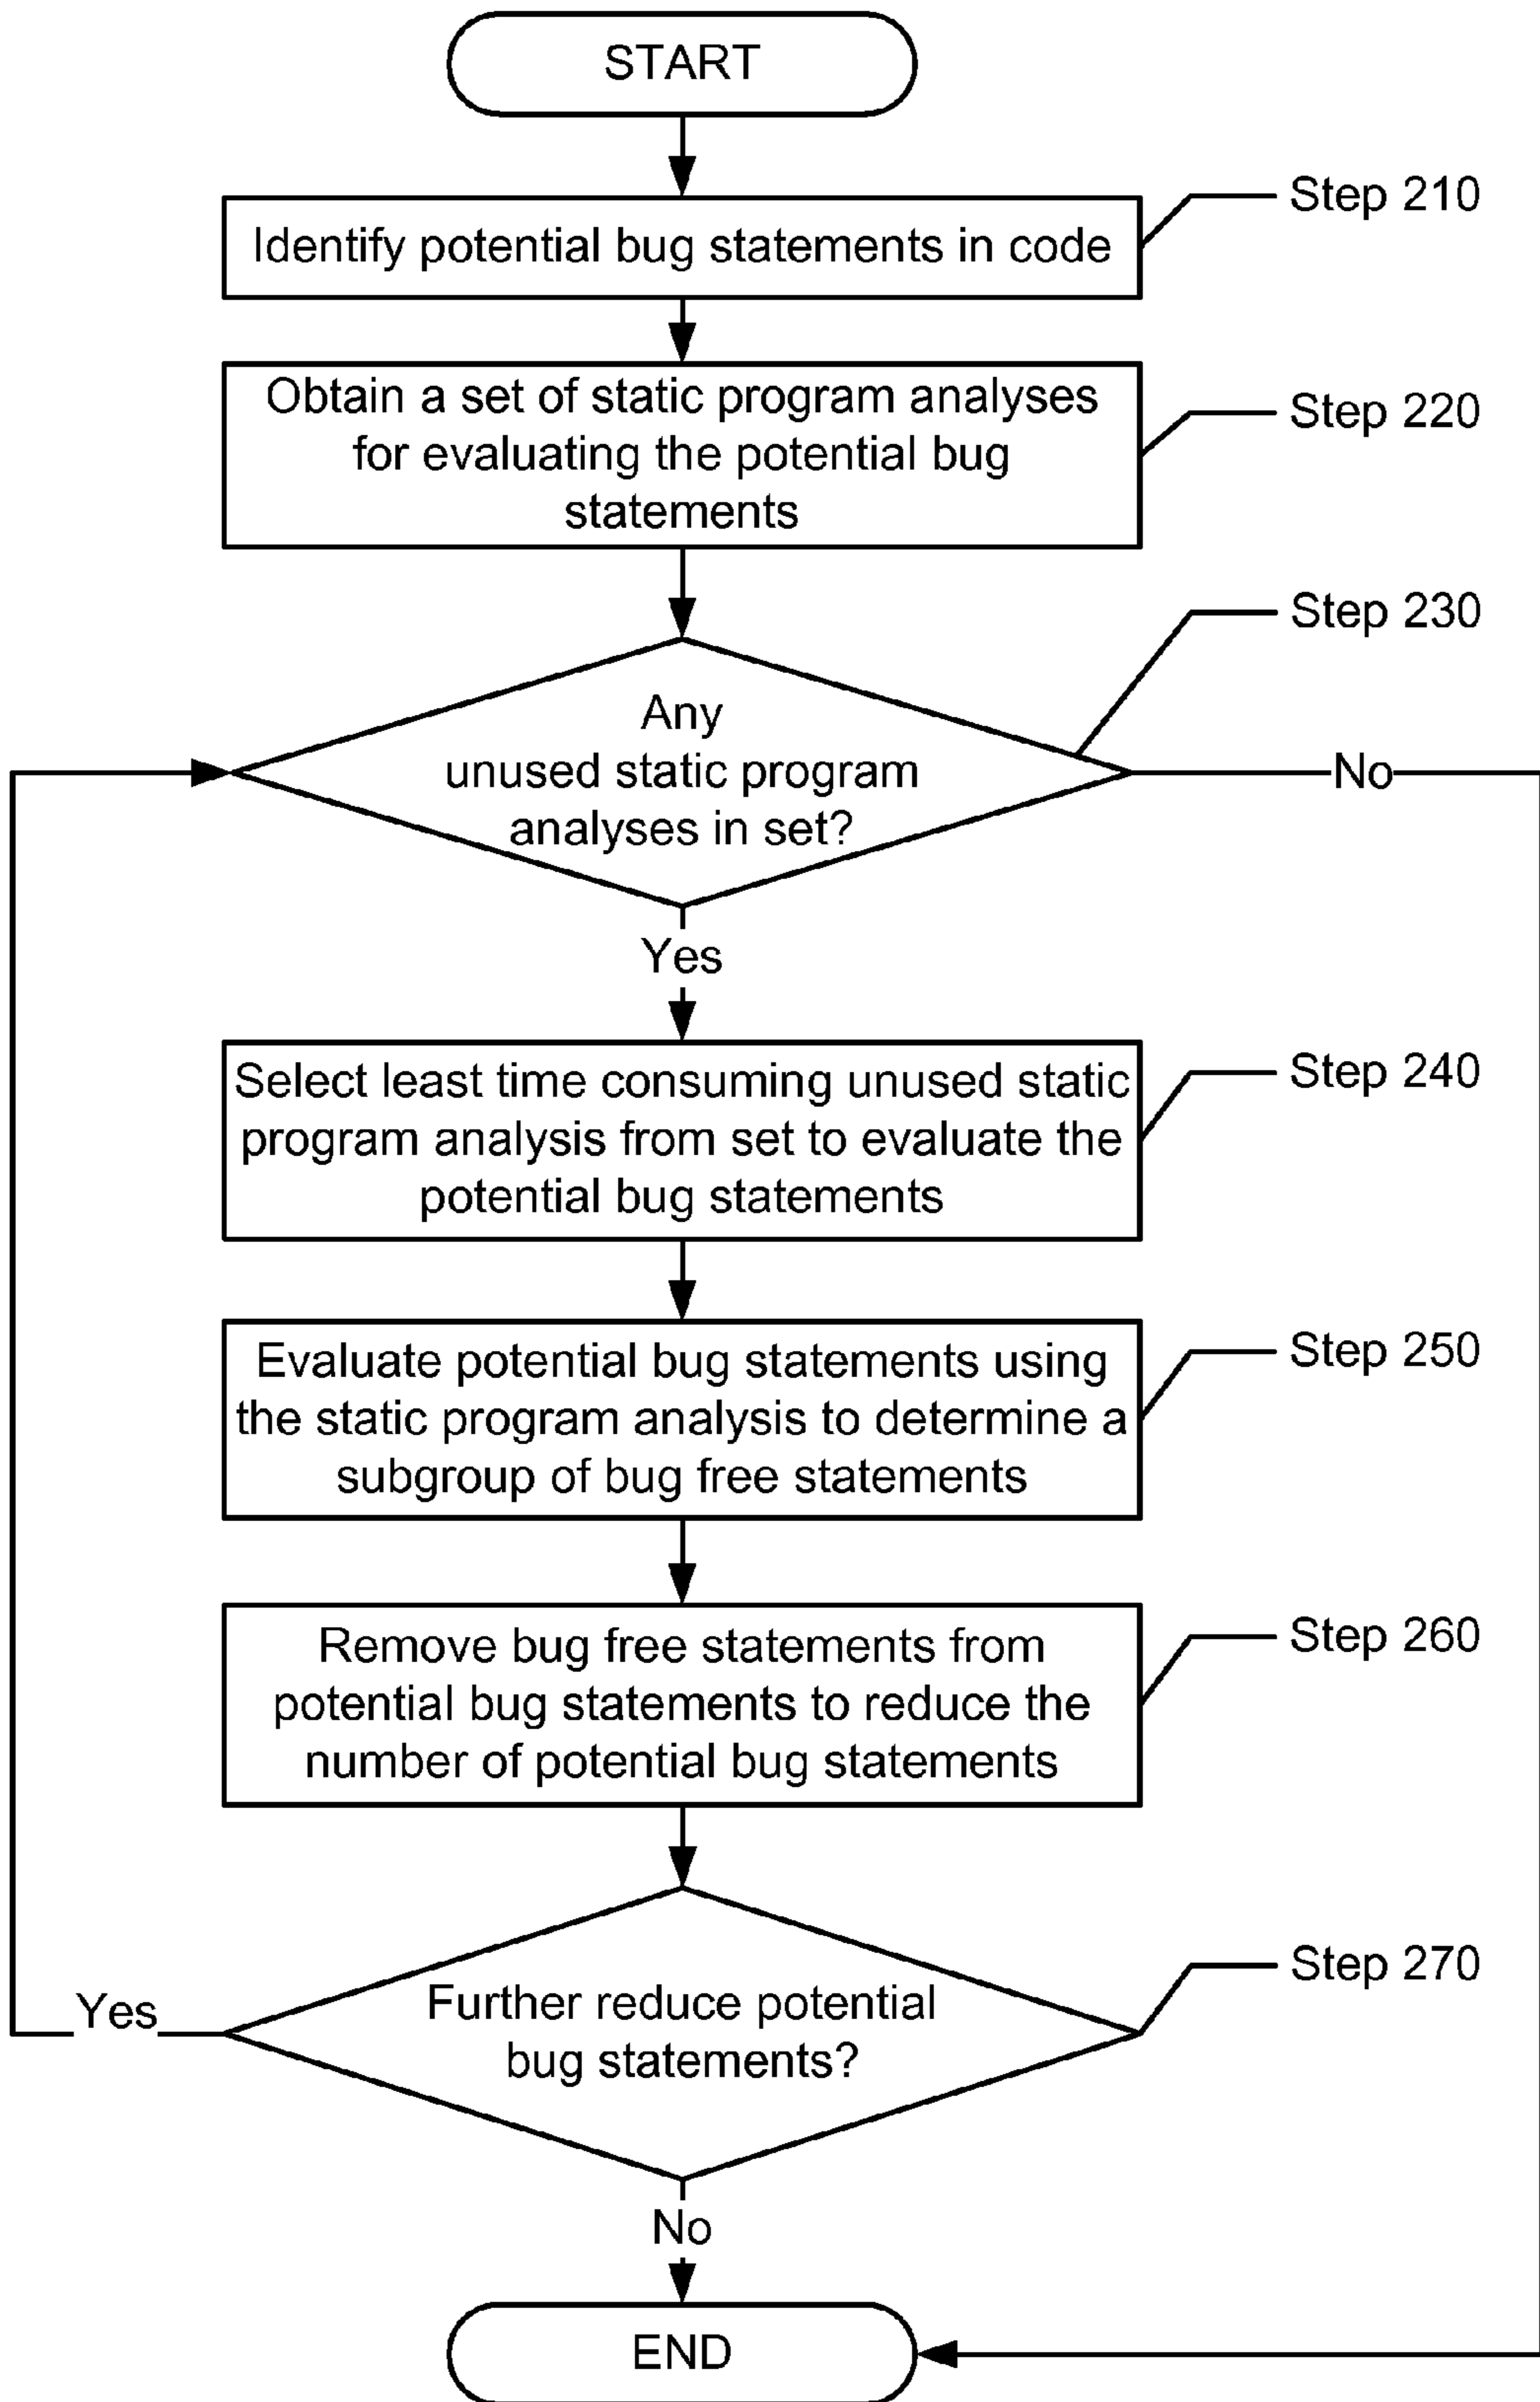 START
Step 210
Identify potential bug statements in code
Obtain a set of static program analyses
for evaluating the potential bug
statements
Step 220
Step 230
Any
unused static program
analyses in set?
No
Yes
Select least time consuming unused static
program analysis from set to evaluate the
potential bug statements
Step 240
Evaluate potential bug statements using
the static program analysis to determine a
subgroup of bug free statements
Step 250
Remove bug free statements from
potential bug statements to reduce the
number of potential bug statements
Step 260
Step 270
Further reduce potential
bug statements?
Yes
No
END